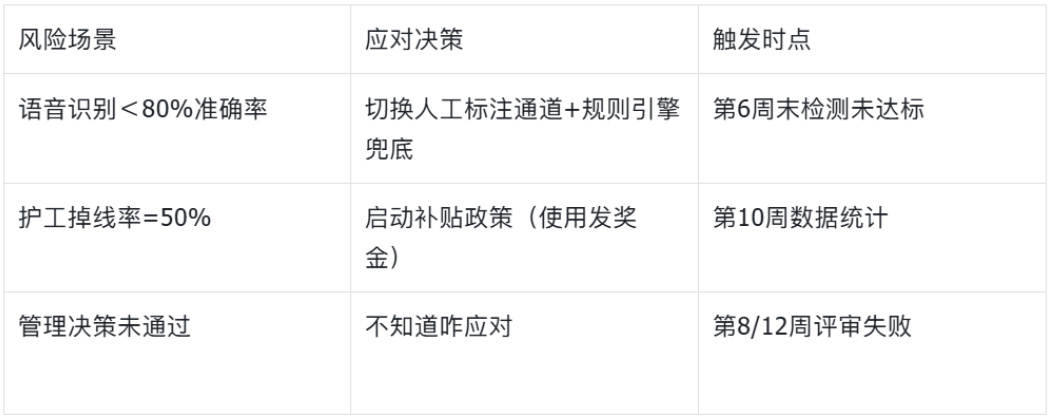 风险场景
应对决策
触发时点
语音识别＜80%准确率
切换人工标注通道+规则引擎
兜底
第6周末检测未达标
护工掉线率=50%
启动补贴政策（使用发奖
金）
第10周数据统计
管理决策未通过
不知道咋应对
第8/12周评审失败